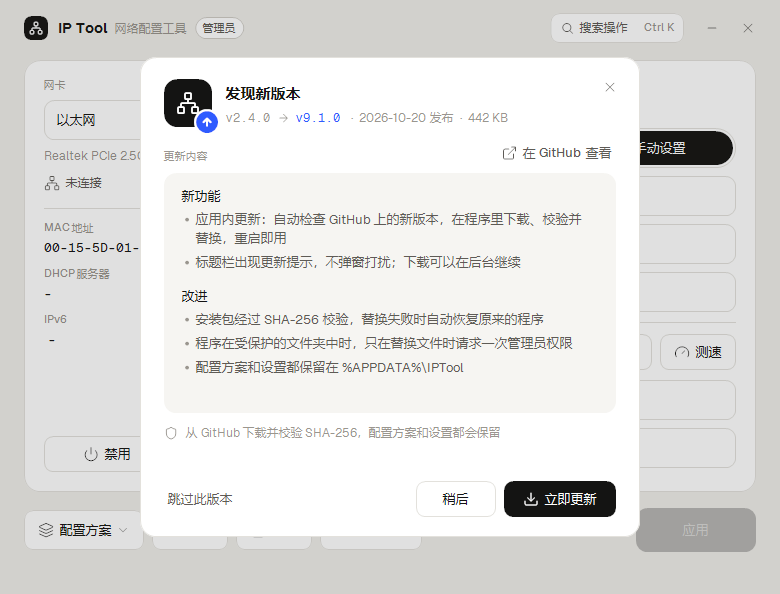 IP Tool 网络配置工具 管理员
搜索操作 Ctrl K
网卡
以太网
Realtek PCIe 2.5
未连接
MAC 地址
00-15-5D-01-
DHCP 服务器
-
IPv6
-
禁用
配置方案
手动设置
测速
应用
发现新版本
v2.4.0 → v9.1.0 · 2026-10-20 发布 · 442 KB
更新内容
在 GitHub 查看
新功能
• 应用内更新：自动检查 GitHub 上的新版本，在程序里下载、校验并
替换，重启即用
• 标题栏出现更新提示，不弹窗打扰；下载可以在后台继续
改进
• 安装包经过 SHA-256 校验，替换失败时自动恢复原来的程序
• 程序在受保护的文件夹中时，只在替换文件时请求一次管理员权限
• 配置方案和设置都保留在 %APPDATA%\IPTool
从 GitHub 下载并校验 SHA-256，配置方案和设置都会保留
跳过此版本
稍后
立即更新